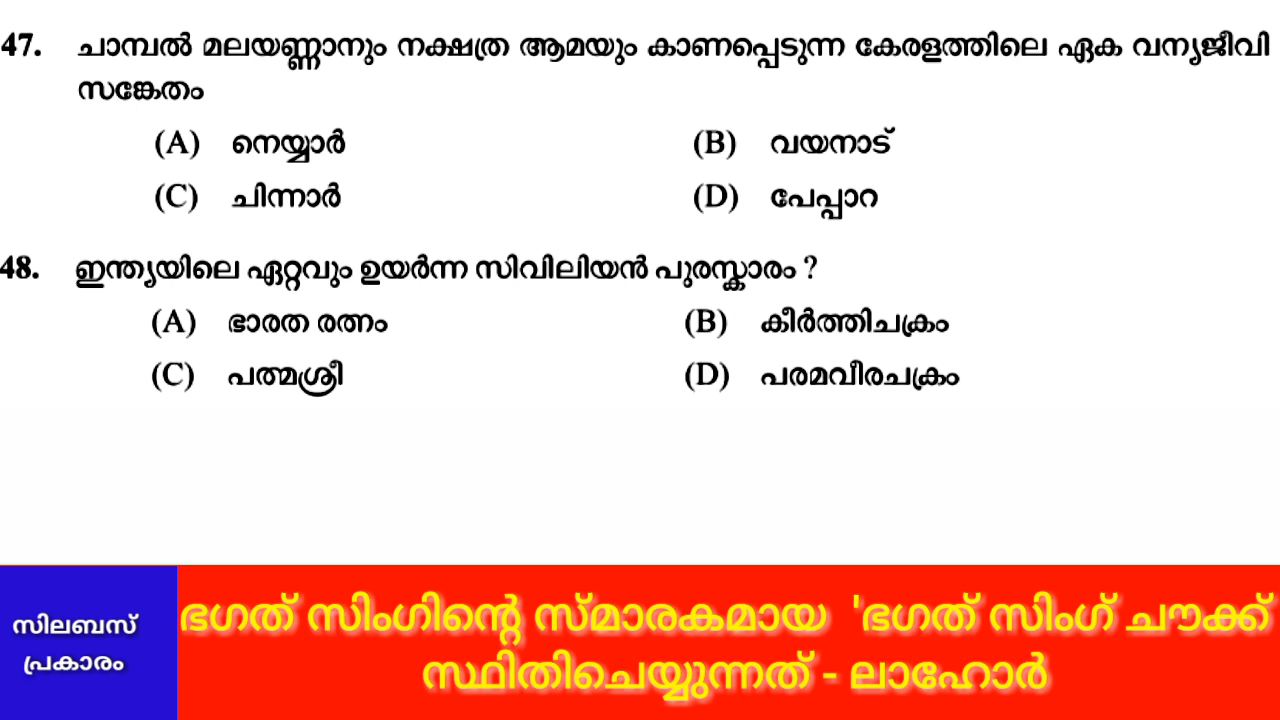 47. ചാമ്പൽ മലയണ്ണാനും നക്ഷത്ര ആമയും കാണപ്പെടുന്ന കേരളത്തിലെ ഏക വന്യജീവി
സങ്കേതം
(A) നെയ്യാർ (B) വയനാട്
(C) ചിന്നാർ (D) പേപ്പാറ
48. ഇന്ത്യയിലെ ഏറ്റവും ഉയർന്ന സിവിലിയൻ പുരസ്കാരം ?
(A) ഭാരത രത്നം (B) കീർത്തിചക്രം
(C) പത്മശ്രീ (D) പരമവീരചക്രം
സിലബസ്
പ്രകാരം
ഭഗത് സിംഗിന്റെ സ്മാരകമായ 'ഭഗത് സിംഗ് ചൗക്ക്
സ്ഥിതിചെയ്യുന്നത് - ലാഹോർ